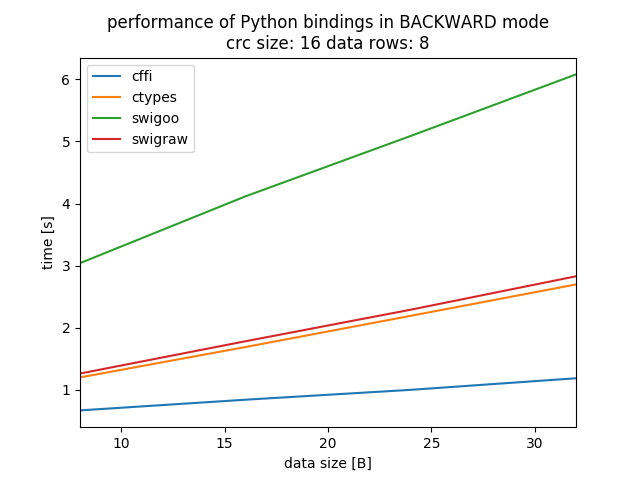 performance of Python bindings in BACKWARD mode
crc size: 16 data rows: 8
cffi
ctypes
swigoo
swigraw
time [s]
6
5
4
3
2
1
10 15 20 25 30
data size [B]